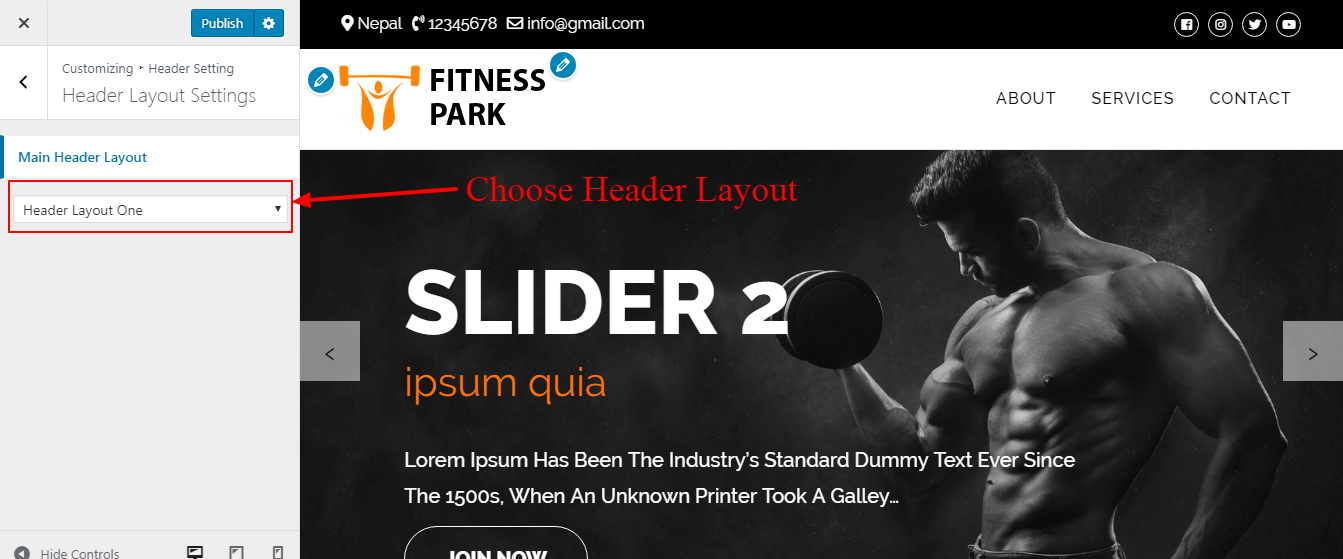 Publish
Customizing ▸ Header Setting
Header Layout Settings
Main Header Layout
Header Layout One
Hide Controls
Nepal 12345678 info@gmail.com
FITNESS
PARK
ABOUT SERVICES CONTACT
Choose Header Layout
SLIDER 2
ipsum quia
Lorem Ipsum Has Been The Industry’s Standard Dummy Text Ever Since
The 1500s, When An Unknown Printer Took A Galley…
JOIN NOW